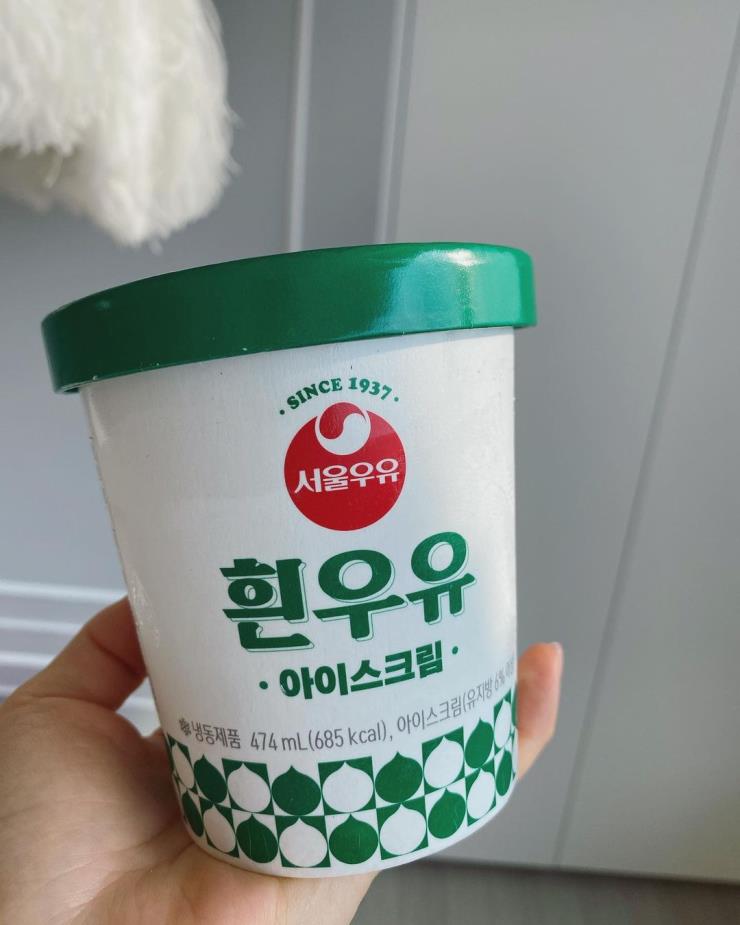 · SINCE 1937 ·
서울우유
흰우유
· 아이스크림 ·
냉동제품 474 mL(685 kcal), 아이스크림(유지방 6%